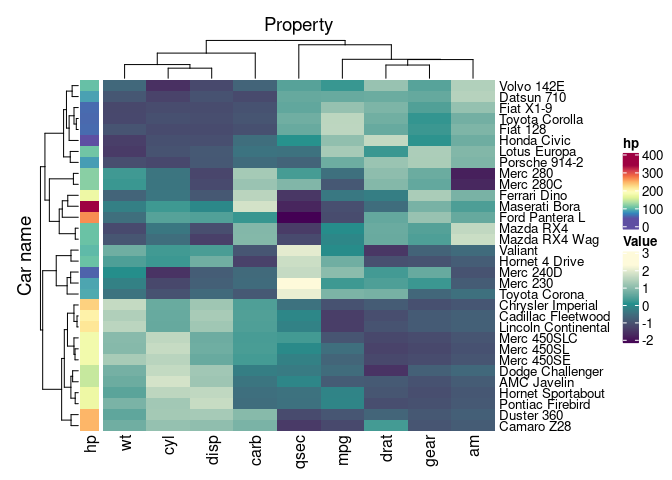 Property
Car name
Volvo 142E
Datsun 710
Fiat X1-9
Toyota Corolla
Fiat 128
Honda Civic
Lotus Europa
Porsche 914-2
Merc 280
Merc 280C
Ferrari Dino
Maserati Bora
Ford Pantera L
Mazda RX4
Mazda RX4 Wag
Valiant
Hornet 4 Drive
Merc 240D
Merc 230
Toyota Corona
Chrysler Imperial
Cadillac Fleetwood
Lincoln Continental
Merc 450SLC
Merc 450SL
Merc 450SE
Dodge Challenger
AMC Javelin
Hornet Sportabout
Pontiac Firebird
Duster 360
Camaro Z28
hp wt cyl disp carb qsec mpg drat gear am
hp
400
300
200
100
0
Value
3
2
1
0
-1
-2